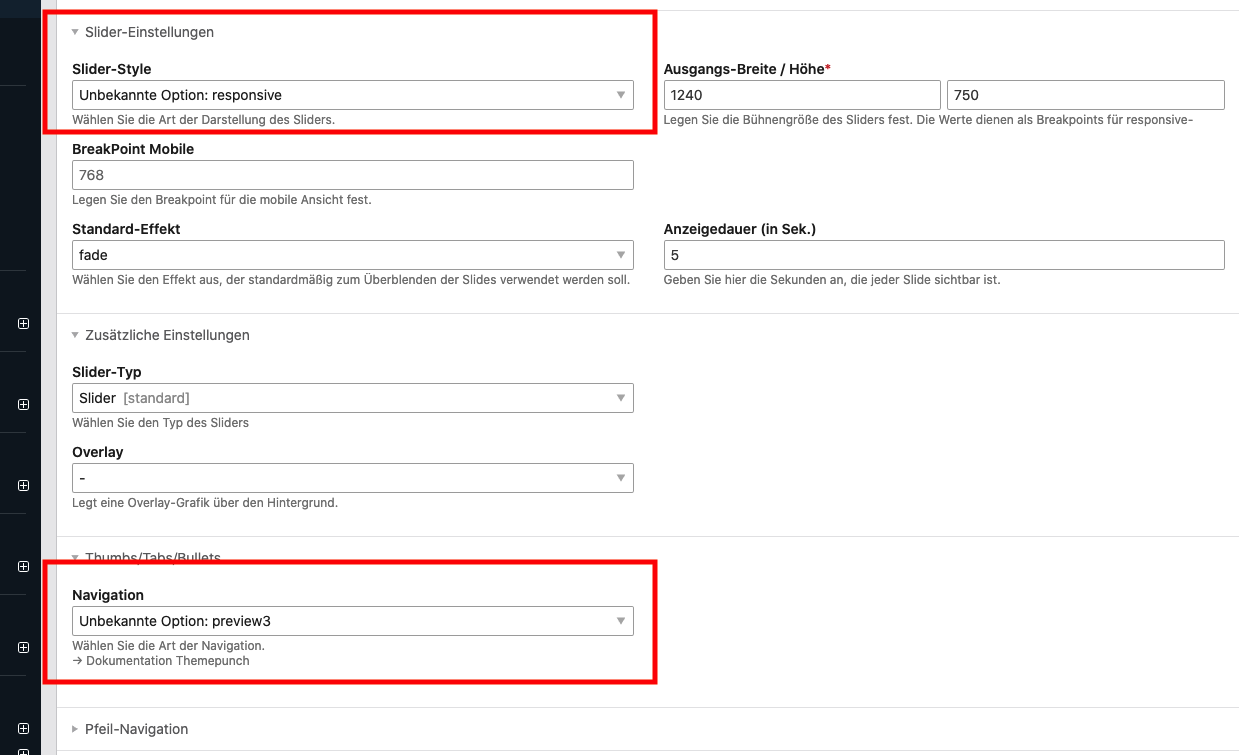 Slider-Einstellungen
Slider-Style
Ausgangs-Breite / Höhe*
Unbekannte Option: responsive
1240
750
Wählen Sie die Art der Darstellung des Sliders.
Legen Sie die Bühnengröße des Sliders fest. Die Werte dienen als Breakpoints für responsive-
BreakPoint Mobile
768
Legen Sie den Breakpoint für die mobile Ansicht fest.
Standard-Effekt
Anzeigedauer (in Sek.)
fade
5
Wählen Sie den Effekt aus, der standardmäßig zum Überblenden der Slides verwendet werden soll.
Geben Sie hier die Sekunden an, die jeder Slide sichtbar ist.
Zusätzliche Einstellungen
Slider-Typ
Slider [standard]
Wählen Sie den Typ des Sliders
Overlay
-
Legt eine Overlay-Grafik über den Hintergrund.
Thumbs/Tabs/Bullets
Navigation
Unbekannte Option: preview3
Wählen Sie die Art der Navigation.
→ Dokumentation Themepunch
Pfeil-Navigation